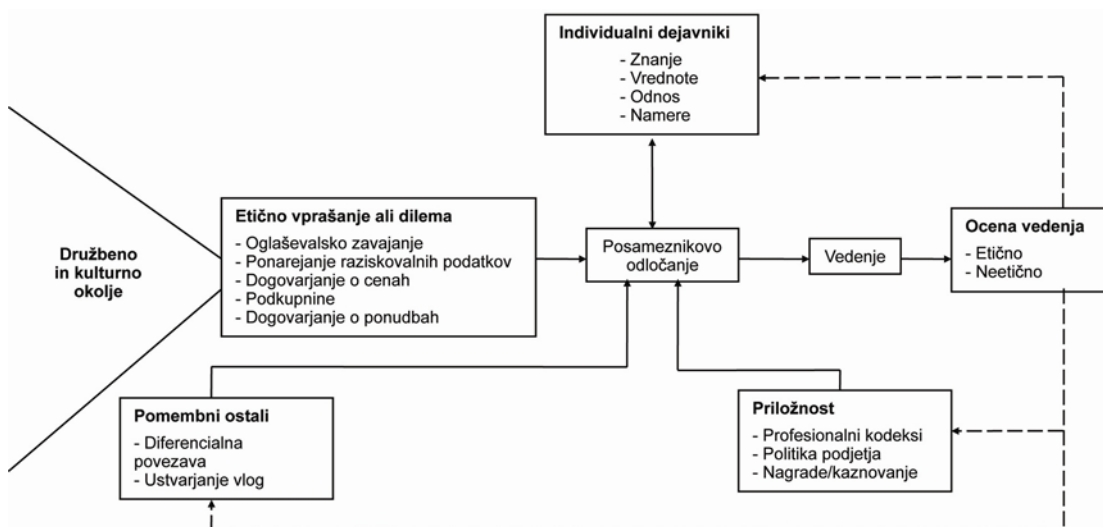 Individualni dejavniki
- Znanje
- Vrednote
- Odnos
- Namere
Družbeno
in kulturno
okolje
Etično vprašanje ali dilema
- Oglaševalsko zavajanje
- Ponarejanje raziskovalnih podatkov
- Dogovarjanje o cenah
- Podkupnine
- Dogovarjanje o ponudbah
Posameznikovo
odločanje
Vedenje
Ocena vedenja
- Etično
- Neetično
Pomembni ostali
- Diferencialna
povezava
- Ustvarjanje vlog
Priložnost
- Profesionalni kodeksi
- Politika podjetja
- Nagrade/kaznovanje